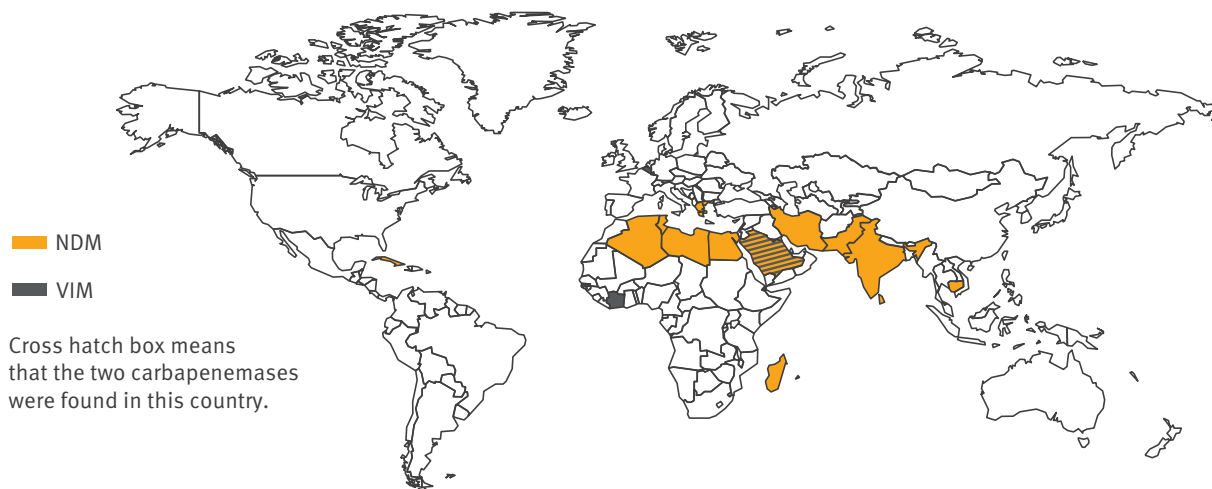 NDM
VIM
Cross hatch box means
that the two carbapenemases
were found in this country.